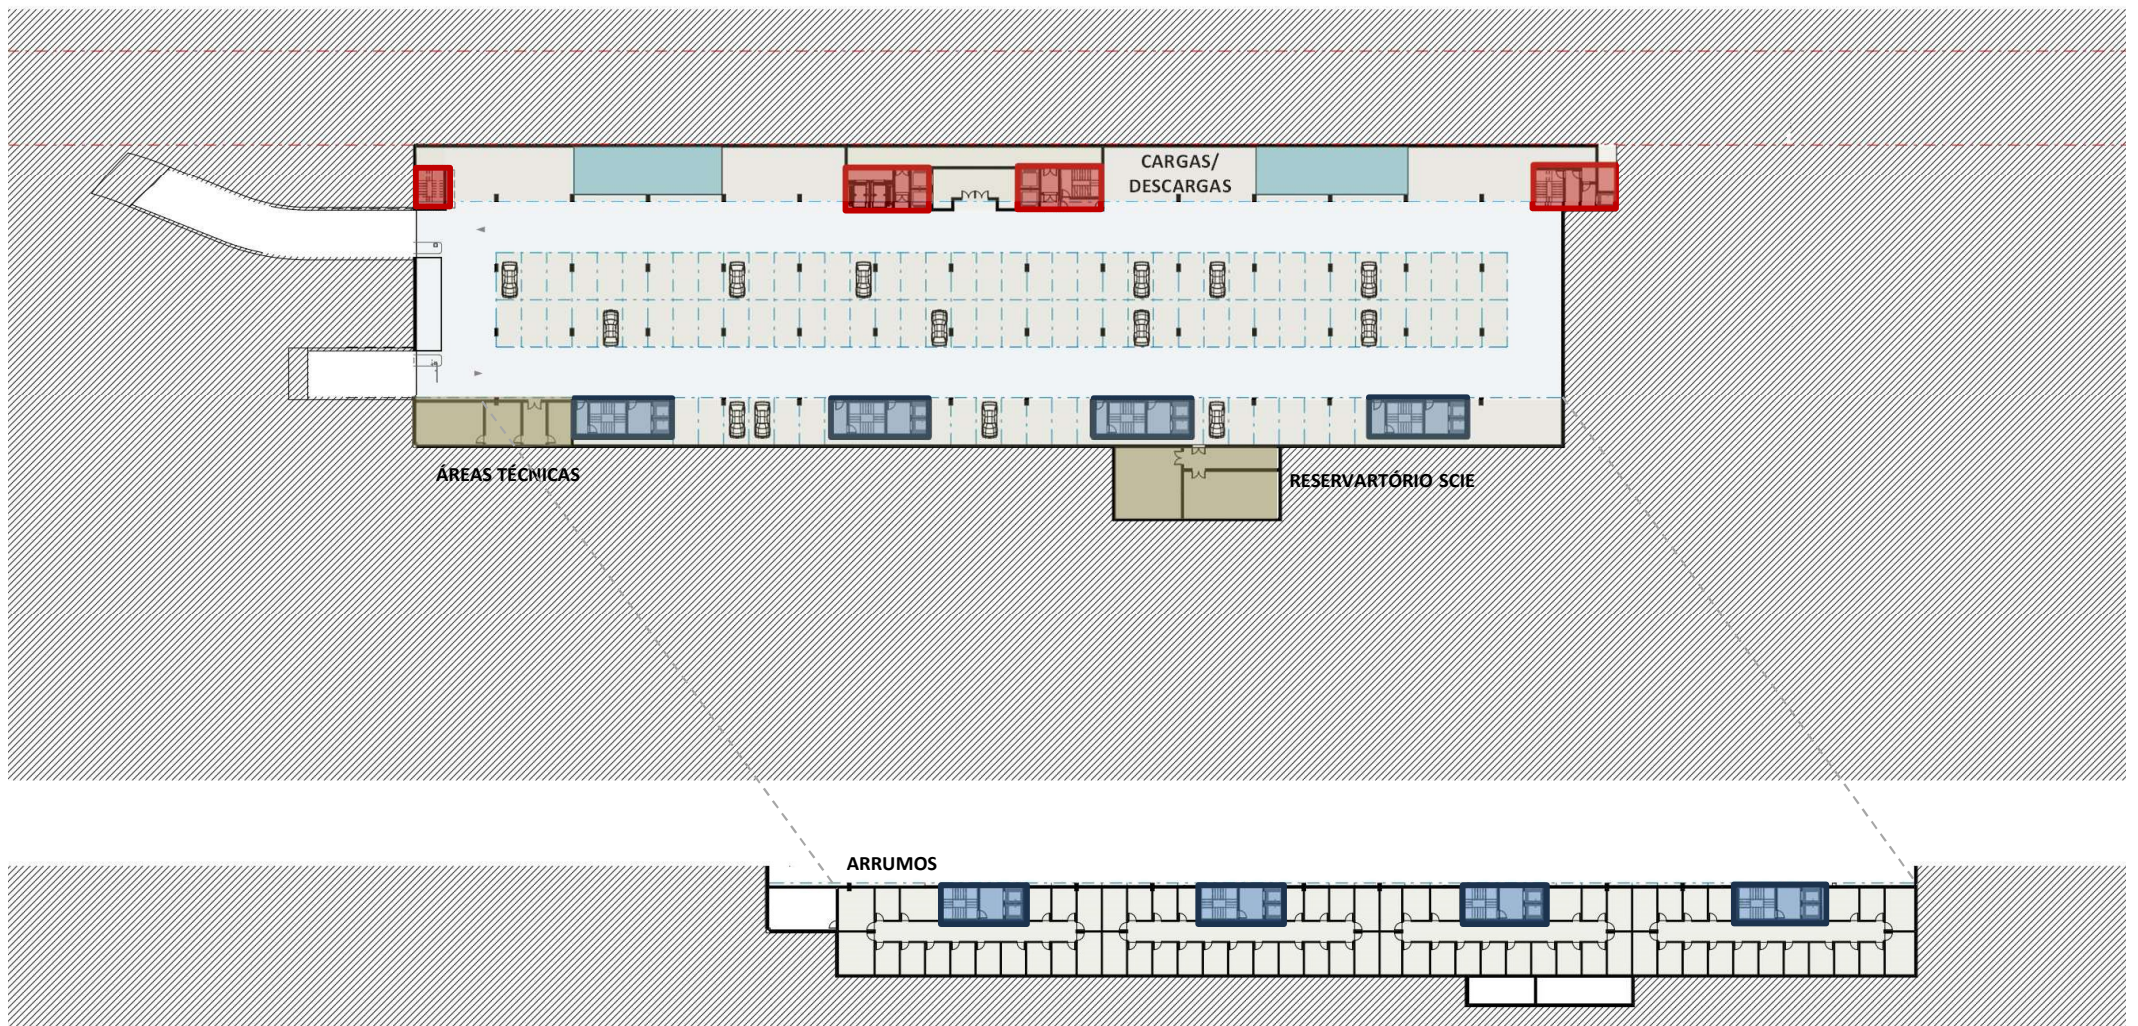 CARGAS/
DESCARGAS
ÁREAS TÉCNICAS
RESERVARTÓRIO SCIE
ARRUMOS